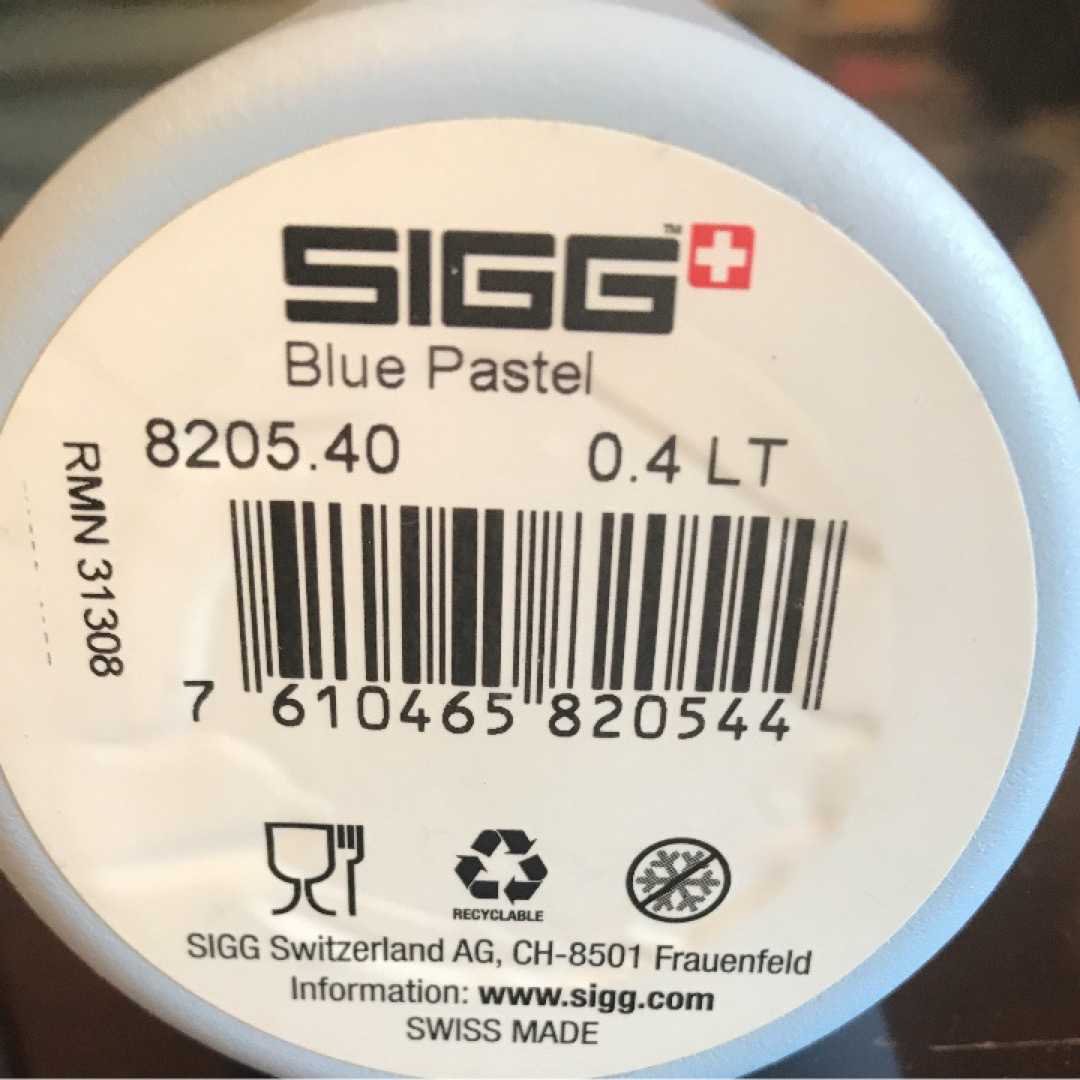 SIGG™
Blue Pastel
8205.40 0.4 LT
RMN 31308
7 610465 820544
RECYCLABLE
SIGG Switzerland AG, CH-8501 Frauenfeld
Information: www.sigg.com
SWISS MADE